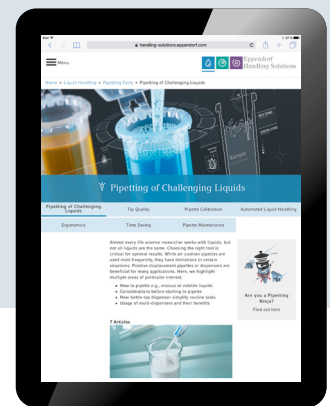 iPad
handling-solutions.eppendorf.com
Menu
Eppendorf
Handling Solutions
Home » Liquid Handling » Pipetting Facts » Pipetting of Challenging Liquids
Sample
Pipetting of Challenging Liquids
Pipetting of Challenging
Liquids
Tip Quality
Pipette Calibration
Automated Liquid Handling
Ergonomics
Time Saving
Pipette Maintenance
Almost every life science researcher works with liquids, but
not all liquids are the same. Choosing the right tool is
critical for optimal results. While air cushion pipettes are
used most frequently, they have limitations in certain
situations. Positive displacement pipettes or dispensers are
beneficial for many applications. Here, we highlight
multiple areas of particular interest:
• How to pipette e.g., viscous or volatile liquids
• Considerations before starting to pipette
• How bottle-top dispenser simplify routine tasks
• Usage of multi-dispensers and their benefits
Are you a Pipetting
Ninja?
Find out here
7 Articles